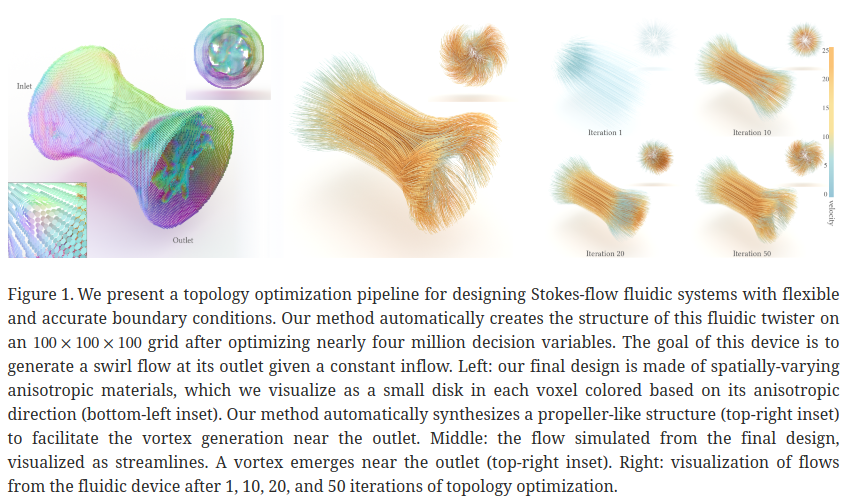 Inlet
Outlet
Iteration 1
Iteration 10
Iteration 20
Iteration 50
25
20
15
10
5
0
velocity
Figure 1. We present a topology optimization pipeline for designing Stokes-flow fluidic systems with flexible
and accurate boundary conditions. Our method automatically creates the structure of this fluidic twister on
an 100 × 100 × 100 grid after optimizing nearly four million decision variables. The goal of this device is to
generate a swirl flow at its outlet given a constant inflow. Left: our final design is made of spatially-varying
anisotropic materials, which we visualize as a small disk in each voxel colored based on its anisotropic
direction (bottom-left inset). Our method automatically synthesizes a propeller-like structure (top-right inset)
to facilitate the vortex generation near the outlet. Middle: the flow simulated from the final design,
visualized as streamlines. A vortex emerges near the outlet (top-right inset). Right: visualization of flows
from the fluidic device after 1, 10, 20, and 50 iterations of topology optimization.